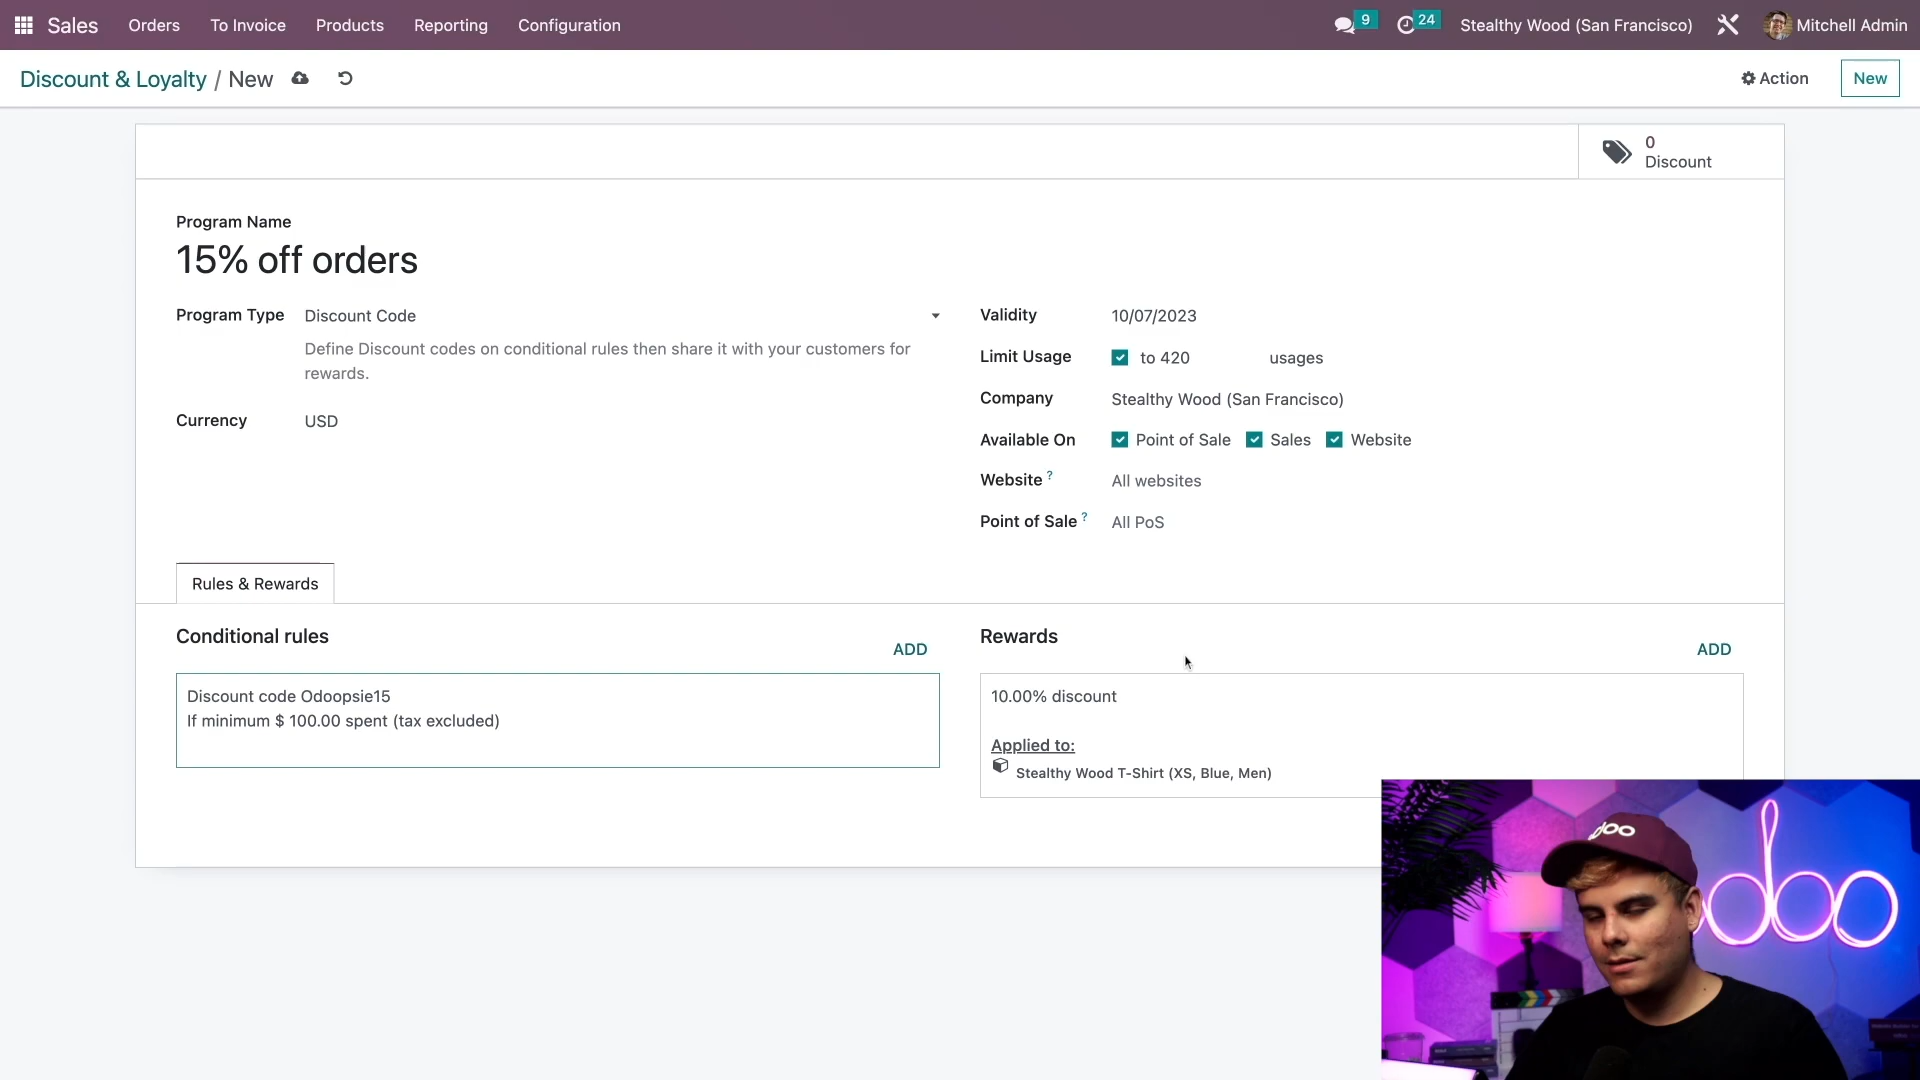 Sales Orders To Invoice Products Reporting Configuration 9 24 Stealthy Wood (San Francisco) Mitchell Admin
Discount & Loyalty / New Action New
0
Discount
Program Name
15% off orders
Program Type Discount Code
Define Discount codes on conditional rules then share it with your customers for
rewards.
Currency USD
Validity 10/07/2023
Limit Usage to 420 usages
Company Stealthy Wood (San Francisco)
Available On Point of Sale Sales Website
Website ? All websites
Point of Sale ? All PoS
Rules & Rewards
Conditional rules
ADD
Discount code Odoopsie15
If minimum $ 100.00 spent (tax excluded)
Rewards
ADD
10.00% discount
Applied to:
Stealthy Wood T-Shirt (XS, Blue, Men)
odoo
odoo